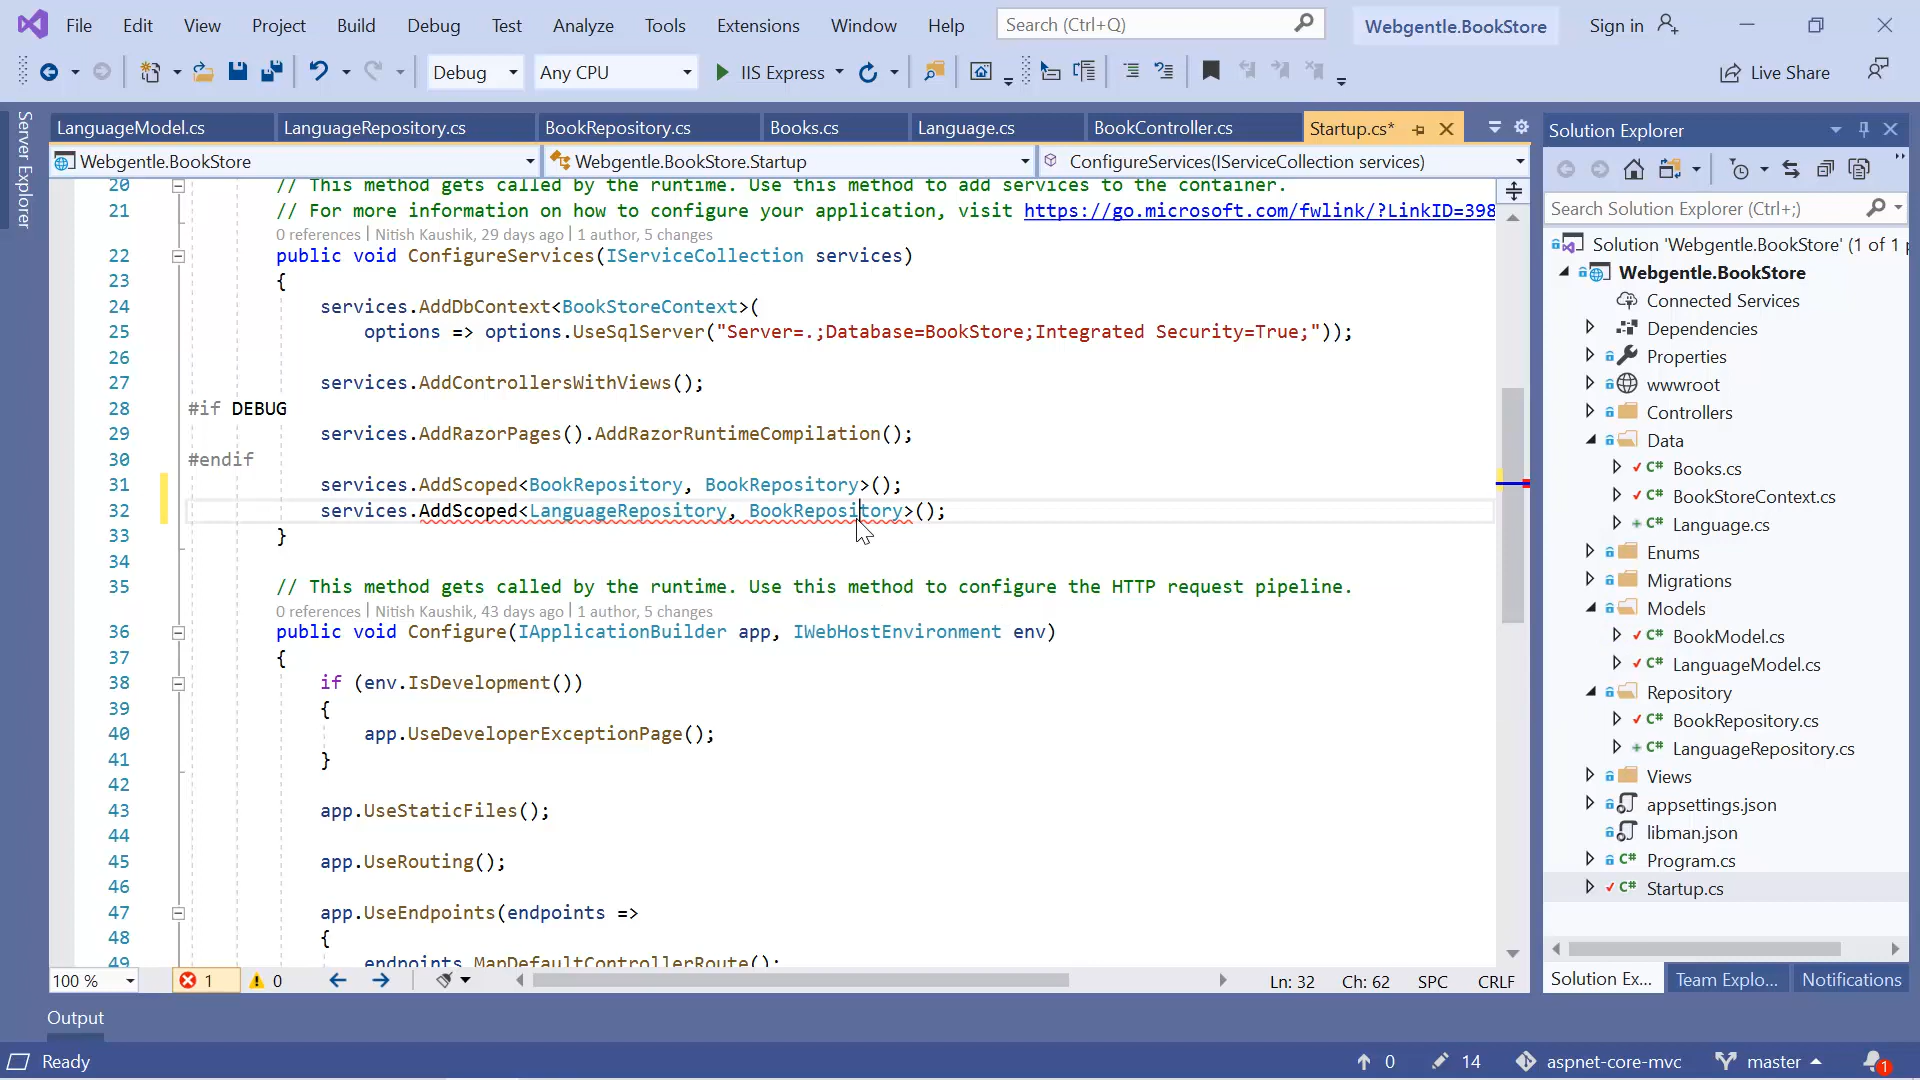 File Edit View Project Build Debug Test Analyze Tools Extensions Window Help Search (Ctrl+Q) Webgentle.BookStore Sign in
Debug Any CPU IIS Express Live Share
Server Explorer
LanguageModel.cs LanguageRepository.cs BookRepository.cs Books.cs Language.cs BookController.cs Startup.cs*
Webgentle.BookStore Webgentle.BookStore.Startup ConfigureServices(IServiceCollection services)
20 // This method gets called by the runtime. Use this method to add services to the container.
21 // For more information on how to configure your application, visit https://go.microsoft.com/fwlink/?LinkID=398
0 references | Nitish Kaushik, 29 days ago | 1 author, 5 changes
22 public void ConfigureServices(IServiceCollection services)
23 {
24 services.AddDbContext<BookStoreContext>(
25 options => options.UseSqlServer("Server=.;Database=BookStore;Integrated Security=True;"));
26
27 services.AddControllersWithViews();
28 #if DEBUG
29 services.AddRazorPages().AddRazorRuntimeCompilation();
30 #endif
31 services.AddScoped<BookRepository, BookRepository>();
32 services.AddScoped<LanguageRepository, BookRepository>();
33 }
34
35 // This method gets called by the runtime. Use this method to configure the HTTP request pipeline.
0 references | Nitish Kaushik, 43 days ago | 1 author, 5 changes
36 public void Configure(IApplicationBuilder app, IWebHostEnvironment env)
37 {
38 if (env.IsDevelopment())
39 {
40 app.UseDeveloperExceptionPage();
41 }
42
43 app.UseStaticFiles();
44
45 app.UseRouting();
46
47 app.UseEndpoints(endpoints =>
48 {
49 endpoints.MapDefaultControllerRoute();
100 % 1 0 Ln: 32 Ch: 62 SPC CRLF
Solution Explorer
Search Solution Explorer (Ctrl+;)
Solution 'Webgentle.BookStore' (1 of 1 p
Webgentle.BookStore
Connected Services
Dependencies
Properties
wwwroot
Controllers
Data
Books.cs
BookStoreContext.cs
Language.cs
Enums
Migrations
Models
BookModel.cs
LanguageModel.cs
Repository
BookRepository.cs
LanguageRepository.cs
Views
appsettings.json
libman.json
Program.cs
Startup.cs
Solution Ex... Team Explo... Notifications
Output
Ready 0 14 aspnet-core-mvc master 1